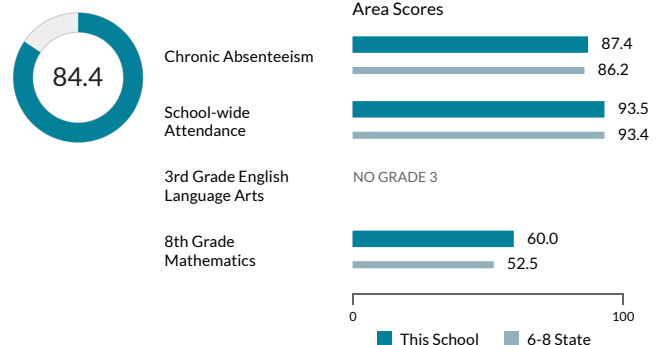 Area Scores
84.4
Chronic Absenteeism
87.4
86.2
School-wide
Attendance
93.5
93.4
3rd Grade English
Language Arts
NO GRADE 3
8th Grade
Mathematics
60.0
52.5
0
100
This School
6-8 State